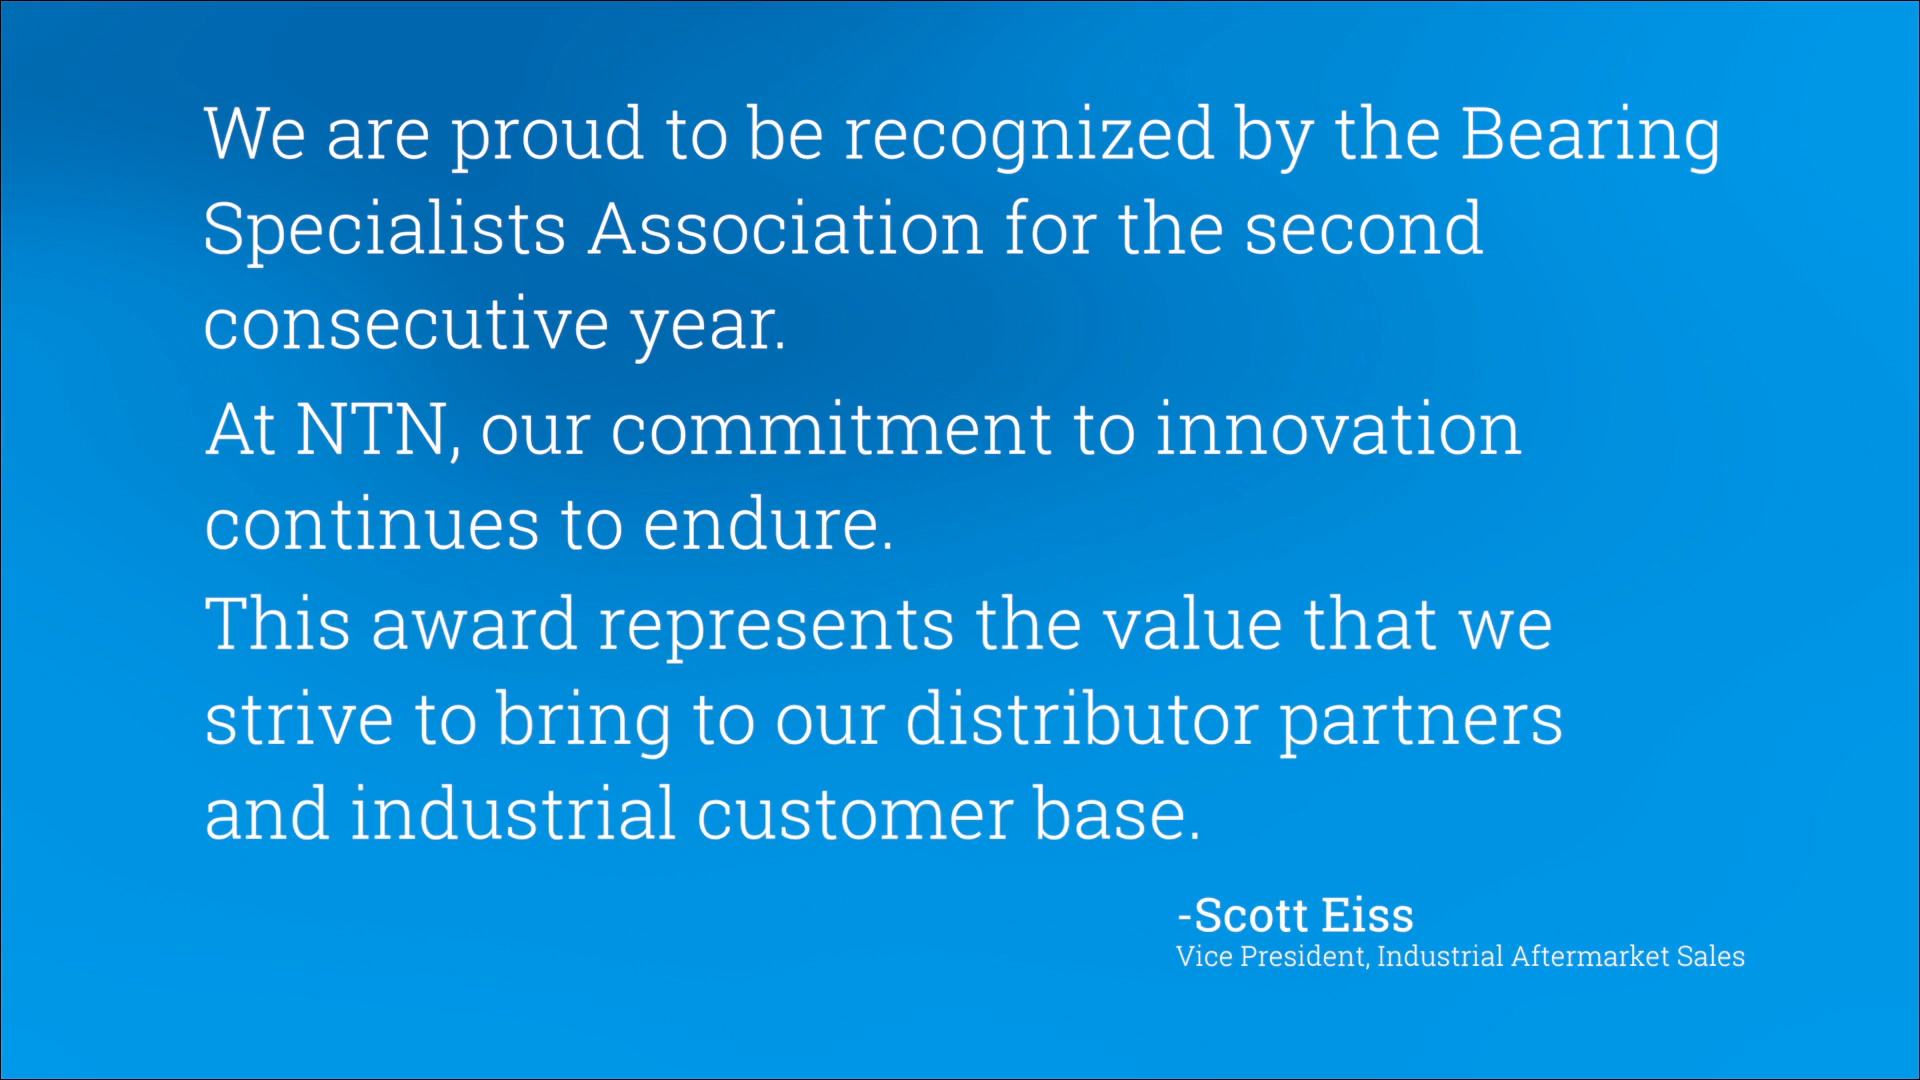 We are proud to be recognized by the Bearing
Specialists Association for the second
consecutive year.
At NTN, our commitment to innovation
continues to endure.
This award represents the value that we
strive to bring to our distributor partners
and industrial customer base.
-Scott Eiss
Vice President, Industrial Aftermarket Sales